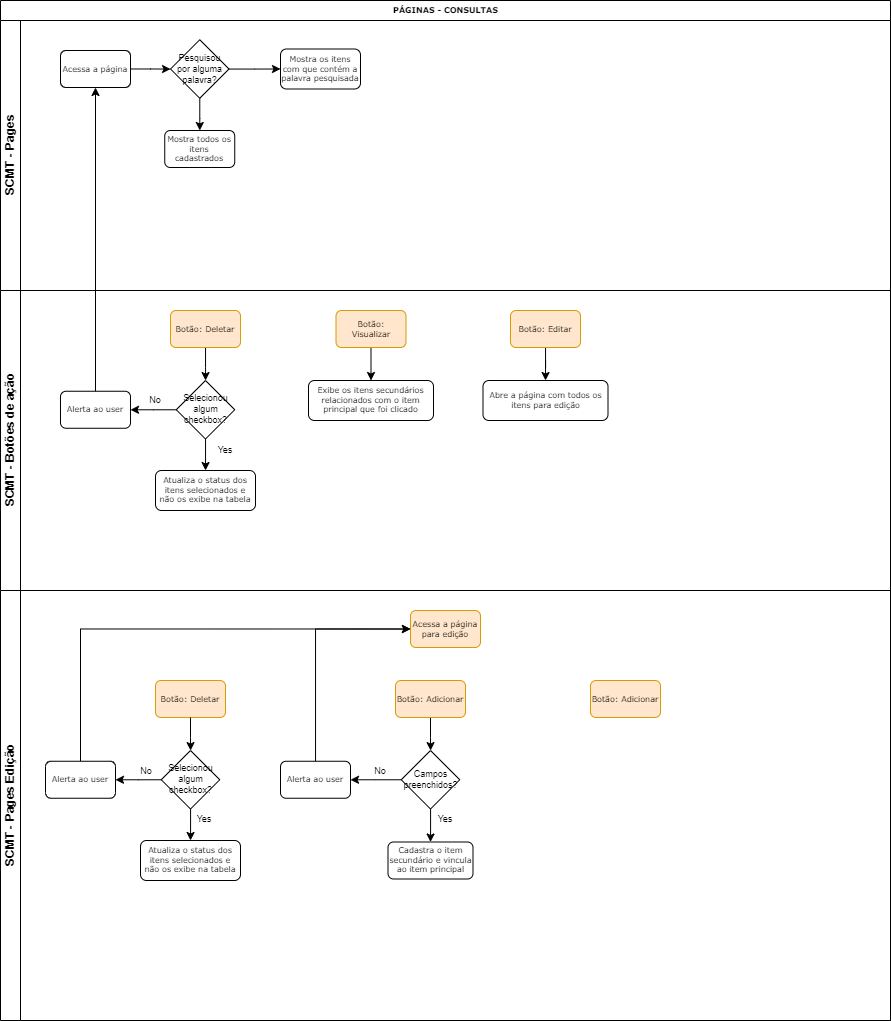 PÁGINAS - CONSULTAS
SCMT - Pages
Acessa a página
Pesquisou
por alguma
palavra?
Mostra os itens
com que contém a
palavra pesquisada
Mostra todos os
itens
cadastrados
SCMT - Botões de ação
Botão: Deletar
Botão:
Visualizar
Botão: Editar
Alerta ao user
No
Selecionou
algum
checkbox?
Exibe os itens secundários
relacionados com o item
principal que foi clicado
Abre a página com todos os
itens para edição
Yes
Atualiza o status dos
itens selecionados e
não os exibe na tabela
SCMT - Pages Edição
Acessa a página
para edição
Botão: Deletar
Botão: Adicionar
Botão: Adicionar
Alerta ao user
No
Selecionou
algum
checkbox?
Alerta ao user
No
Campos
preenchidos?
Yes
Yes
Atualiza o status dos
itens selecionados e
não os exibe na tabela
Cadastra o item
secundário e vincula
ao item principal